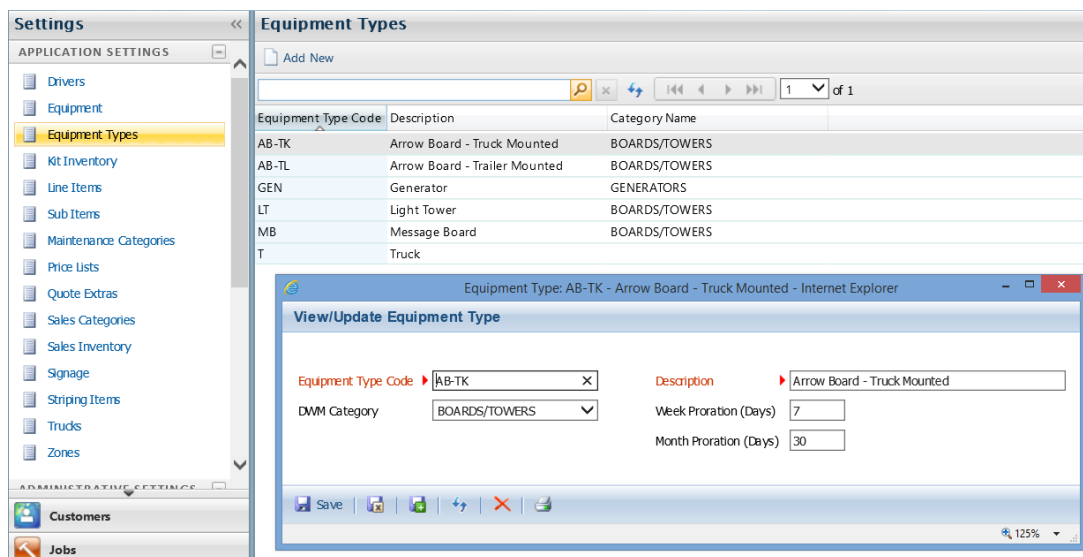 Settings
APPLICATION SETTINGS
Drivers
Equipment
Equipment Types
Kit Inventory
Line Items
Sub Items
Maintenance Categories
Price Lists
Quote Extras
Sales Categories
Sales Inventory
Signage
Striping Items
Trucks
Zones
ADMINISTRATIVE SETTINGS
Customers
Jobs
Equipment Types
Add New
1 of 1
Equipment Type Code Description Category Name
AB-TK Arrow Board - Truck Mounted BOARDS/TOWERS
AB-TL Arrow Board - Trailer Mounted BOARDS/TOWERS
GEN Generator GENERATORS
LT Light Tower BOARDS/TOWERS
MB Message Board BOARDS/TOWERS
T Truck
Equipment Type: AB-TK - Arrow Board - Truck Mounted - Internet Explorer
View/Update Equipment Type
Equipment Type Code AB-TK Description Arrow Board - Truck Mounted
DWM Category BOARDS/TOWERS Week Proration (Days) 7
Month Proration (Days) 30
Save
125%